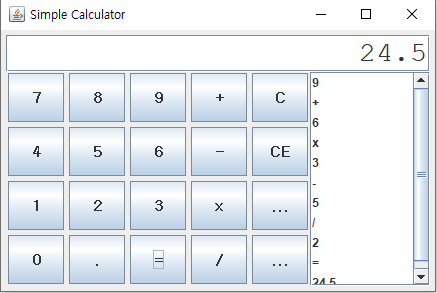 Simple Calculator
24.5
7 8 9 + C
4 5 6 - CE
1 2 3 x ...
0 . = / ...
9
+
6
x
3
-
5
/
2
=
24.5